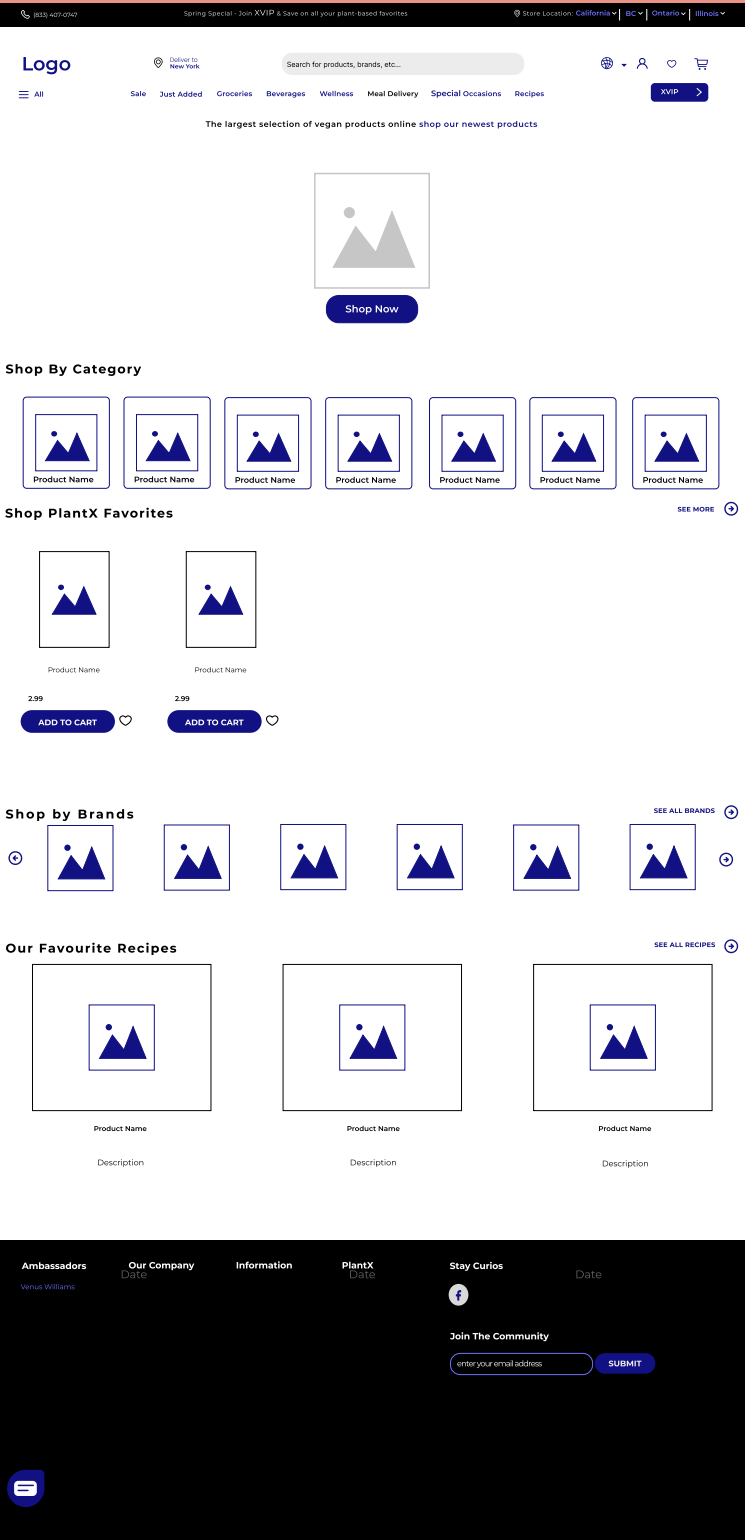 (833) 407-0747
Spring Special - Join XVIP & Save on all your plant-based favorites
Store Location: California
BC
Ontario
Illinois
Logo
Deliver to
New York
Search for products, brands, etc...
All
Sale
Just Added
Groceries
Beverages
Wellness
Meal Delivery
Special Occasions
Recipes
XVIP
The largest selection of vegan products online shop our newest products
Shop Now
Shop By Category
Product Name
Product Name
Product Name
Product Name
Product Name
Product Name
Product Name
Shop PlantX Favorites
SEE MORE
Product Name
Product Name
2.99
2.99
ADD TO CART
ADD TO CART
Shop by Brands
SEE ALL BRANDS
Our Favourite Recipes
SEE ALL RECIPES
Product Name
Product Name
Product Name
Description
Description
Description
Ambassadors
Our Company
Information
PlantX
Stay Curios
Date
Date
Date
Venus Williams
Join The Community
enter your email address
SUBMIT